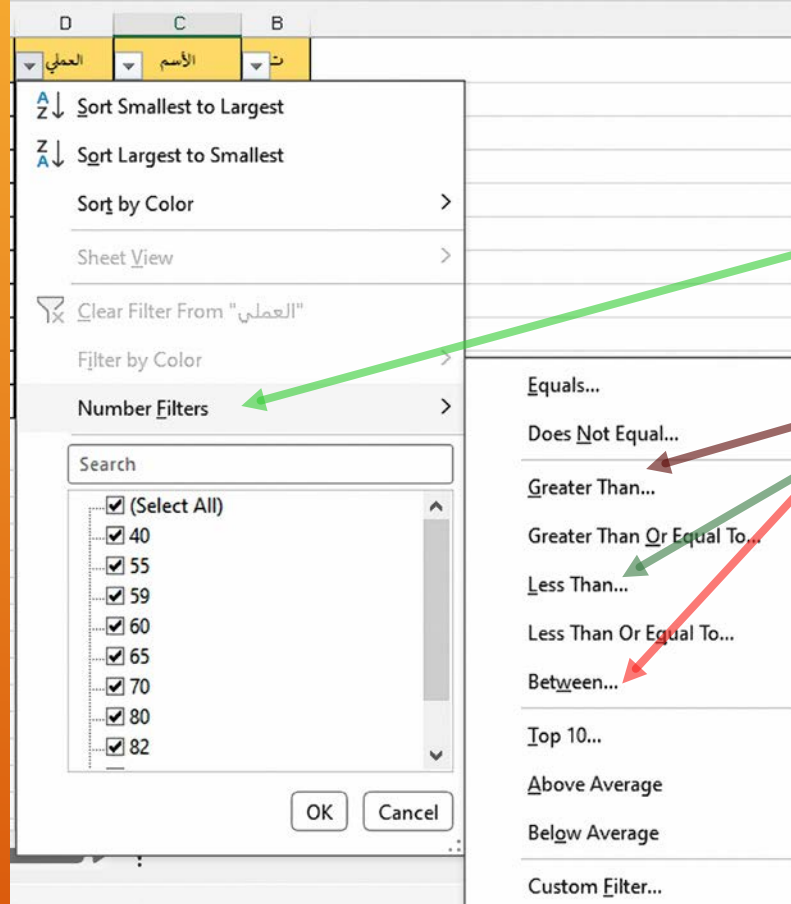 D C B
العملي الأسم ت
Sort Smallest to Largest
Sort Largest to Smallest
Sort by Color
Sheet View
Clear Filter From "العملي"
Filter by Color
Number Filters
Search
(Select All)
40
55
59
60
65
70
80
82
OK Cancel
Equals...
Does Not Equal...
Greater Than...
Greater Than Or Equal To...
Less Than...
Less Than Or Equal To...
Between...
Top 10...
Above Average
Below Average
Custom Filter...